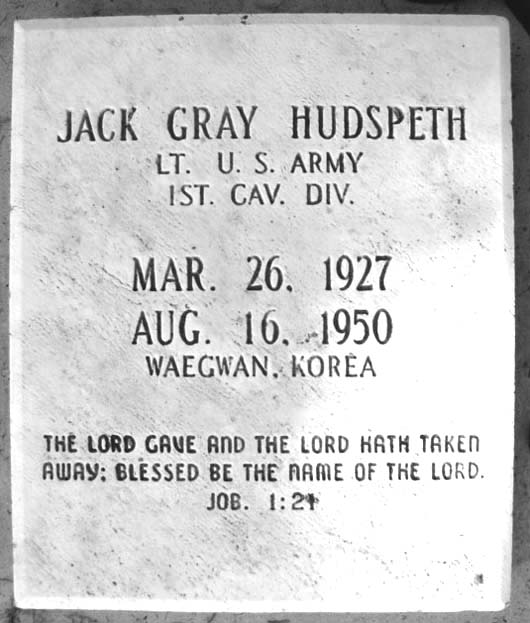 JACK GRAY HUDSPETH
LT. U. S. ARMY
1ST. CAV. DIV.
MAR. 26, 1927
AUG. 16, 1950
WAEGWAN, KOREA
THE LORD GAVE AND THE LORD HATH TAKEN
AWAY; BLESSED BE THE NAME OF THE LORD.
JOB. 1:21